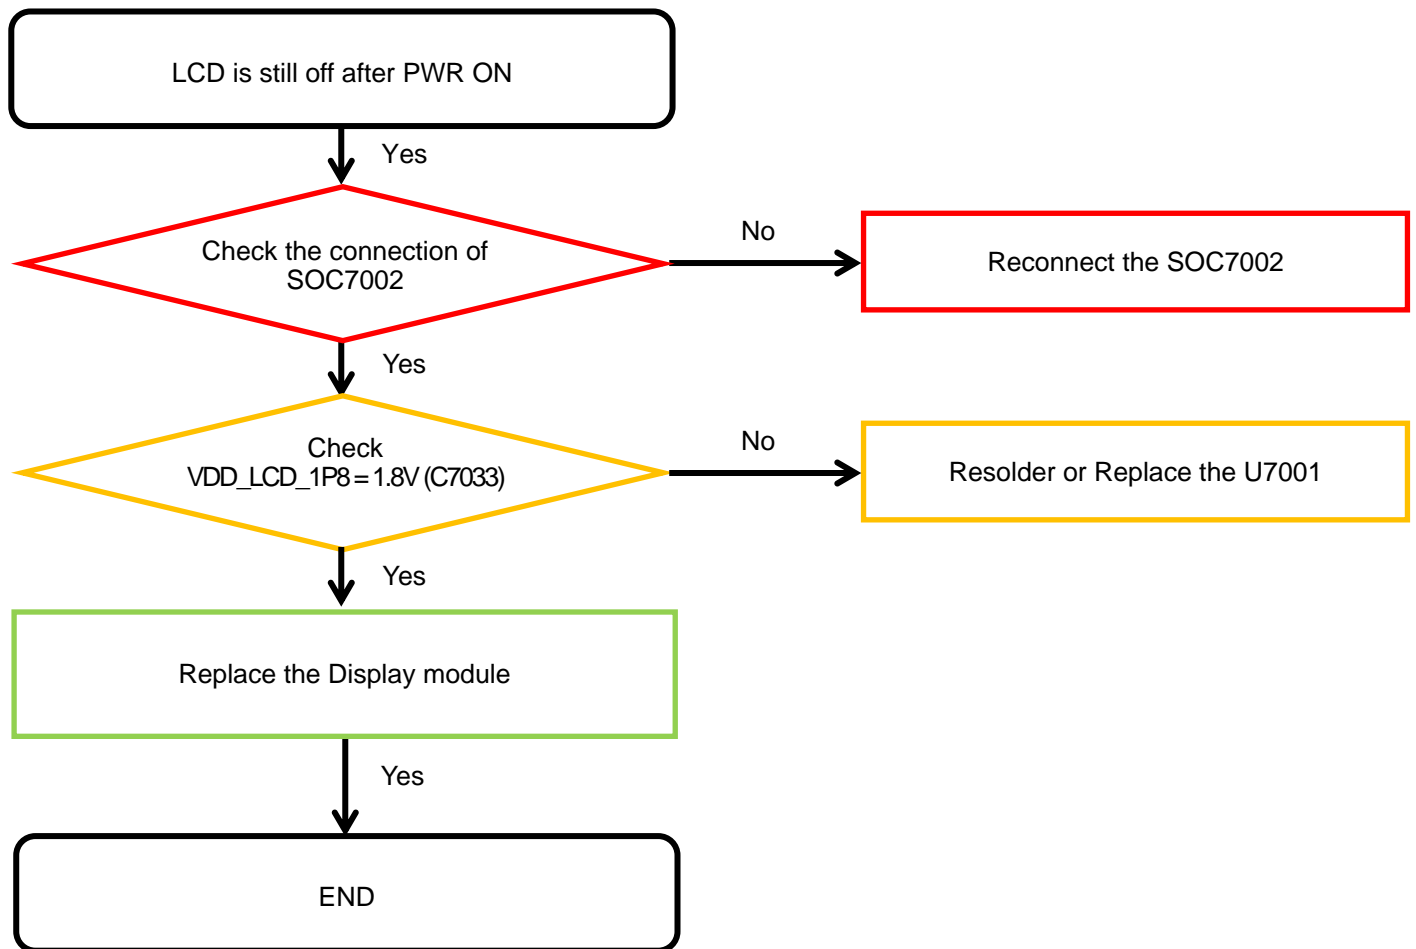 LCD is still off after PWR ON
Yes
Check the connection of
SOC7002
No
Reconnect the SOC7002
Yes
Check
VDD_LCD_1P8 = 1.8V (C7033)
No
Resolder or Replace the U7001
Yes
Replace the Display module
Yes
END